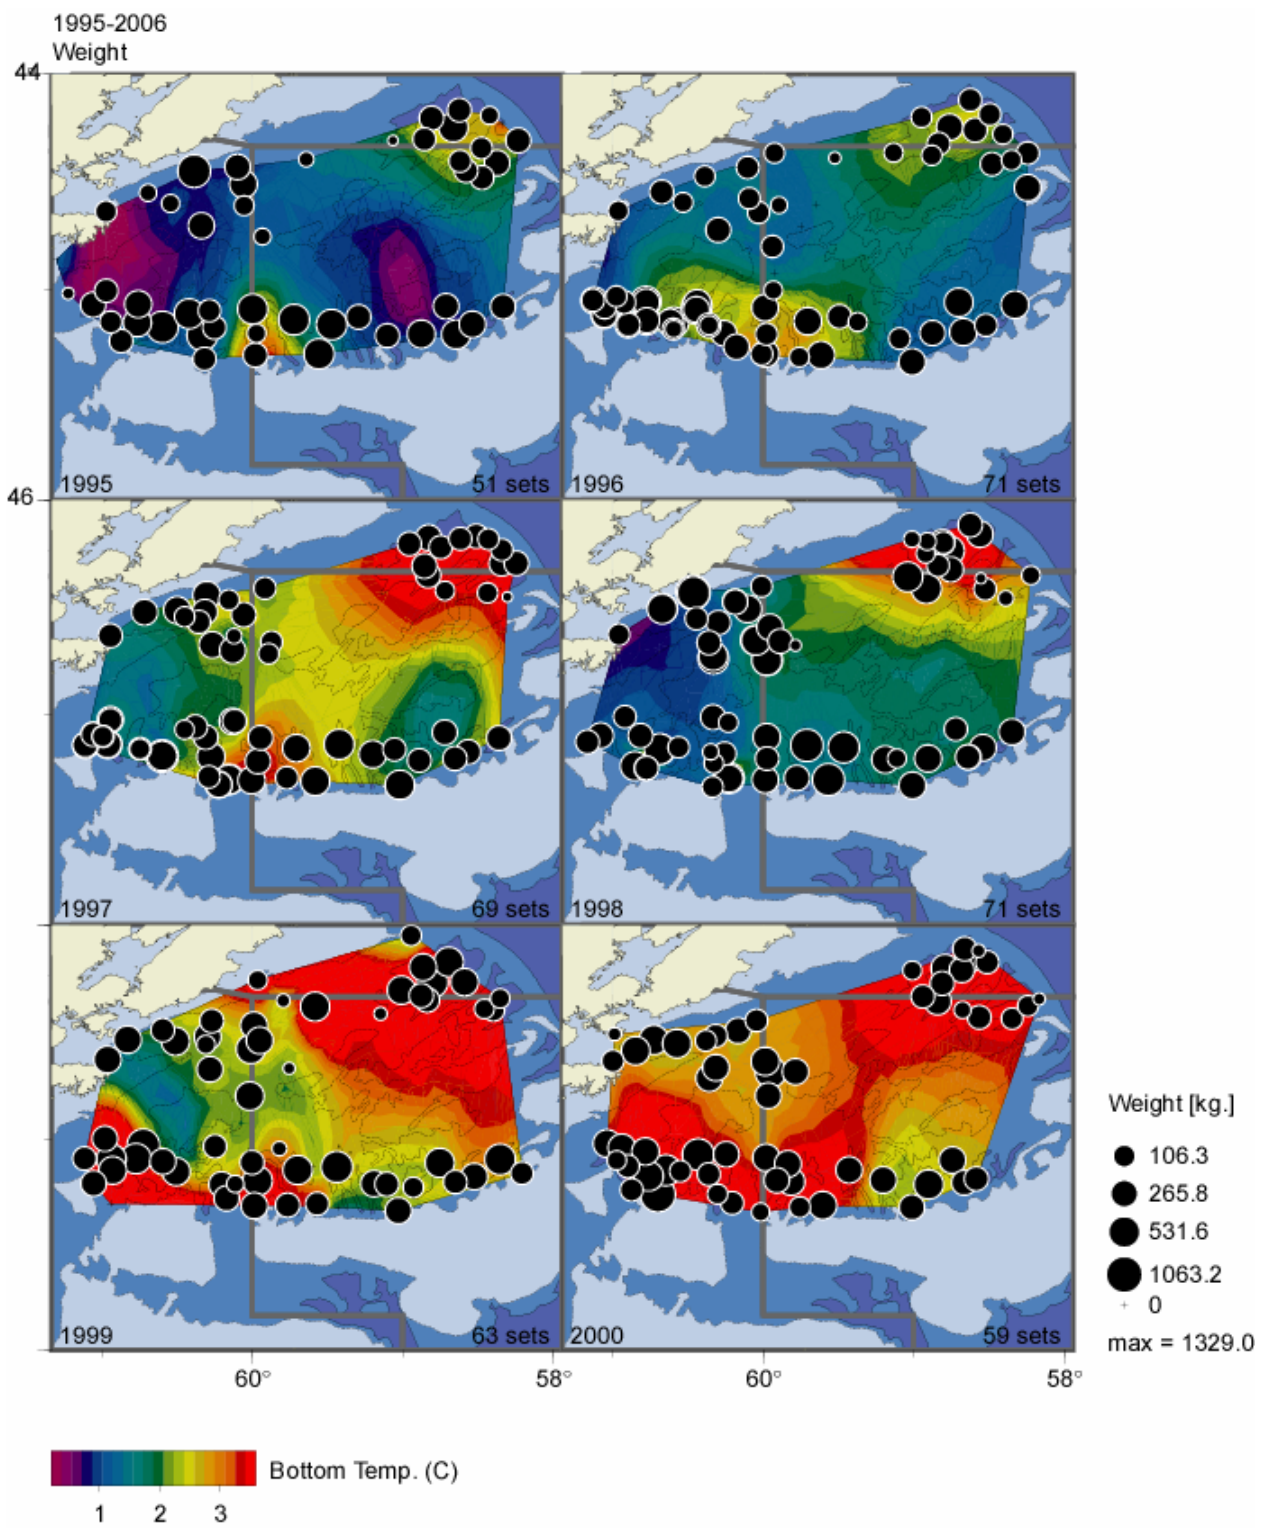 1995-2006
Weight
44
1995
51 sets
1996
71 sets
46
1997
69 sets
1998
71 sets
1999
63 sets
2000
59 sets
60°
58°
60°
58°
Weight [kg.]
106.3
265.8
531.6
1063.2
0
max = 1329.0
Bottom Temp. (C)
1 2 3